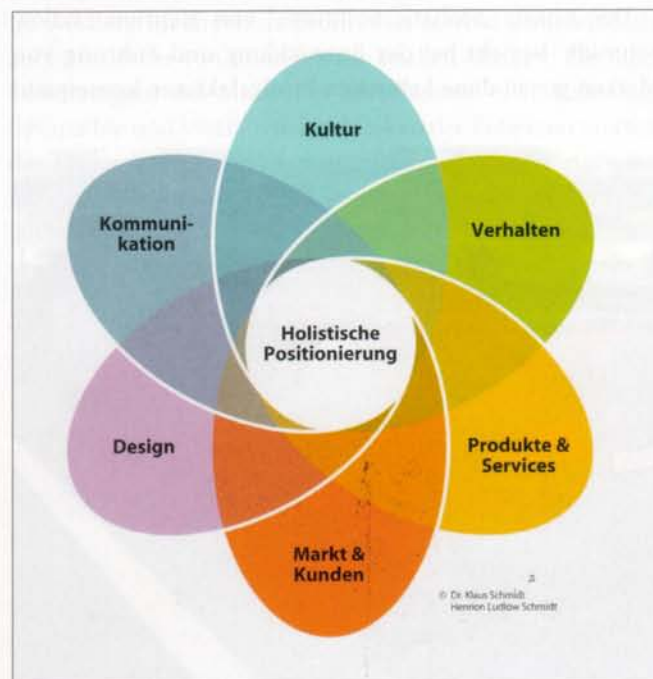 Kultur
Kommuni-
kation
Verhalten
Holistische
Positionierung
Design
Produkte &
Services
Markt &
Kunden
© Dr. Klaus Schmidt
Henrion Ludlow Schmidt